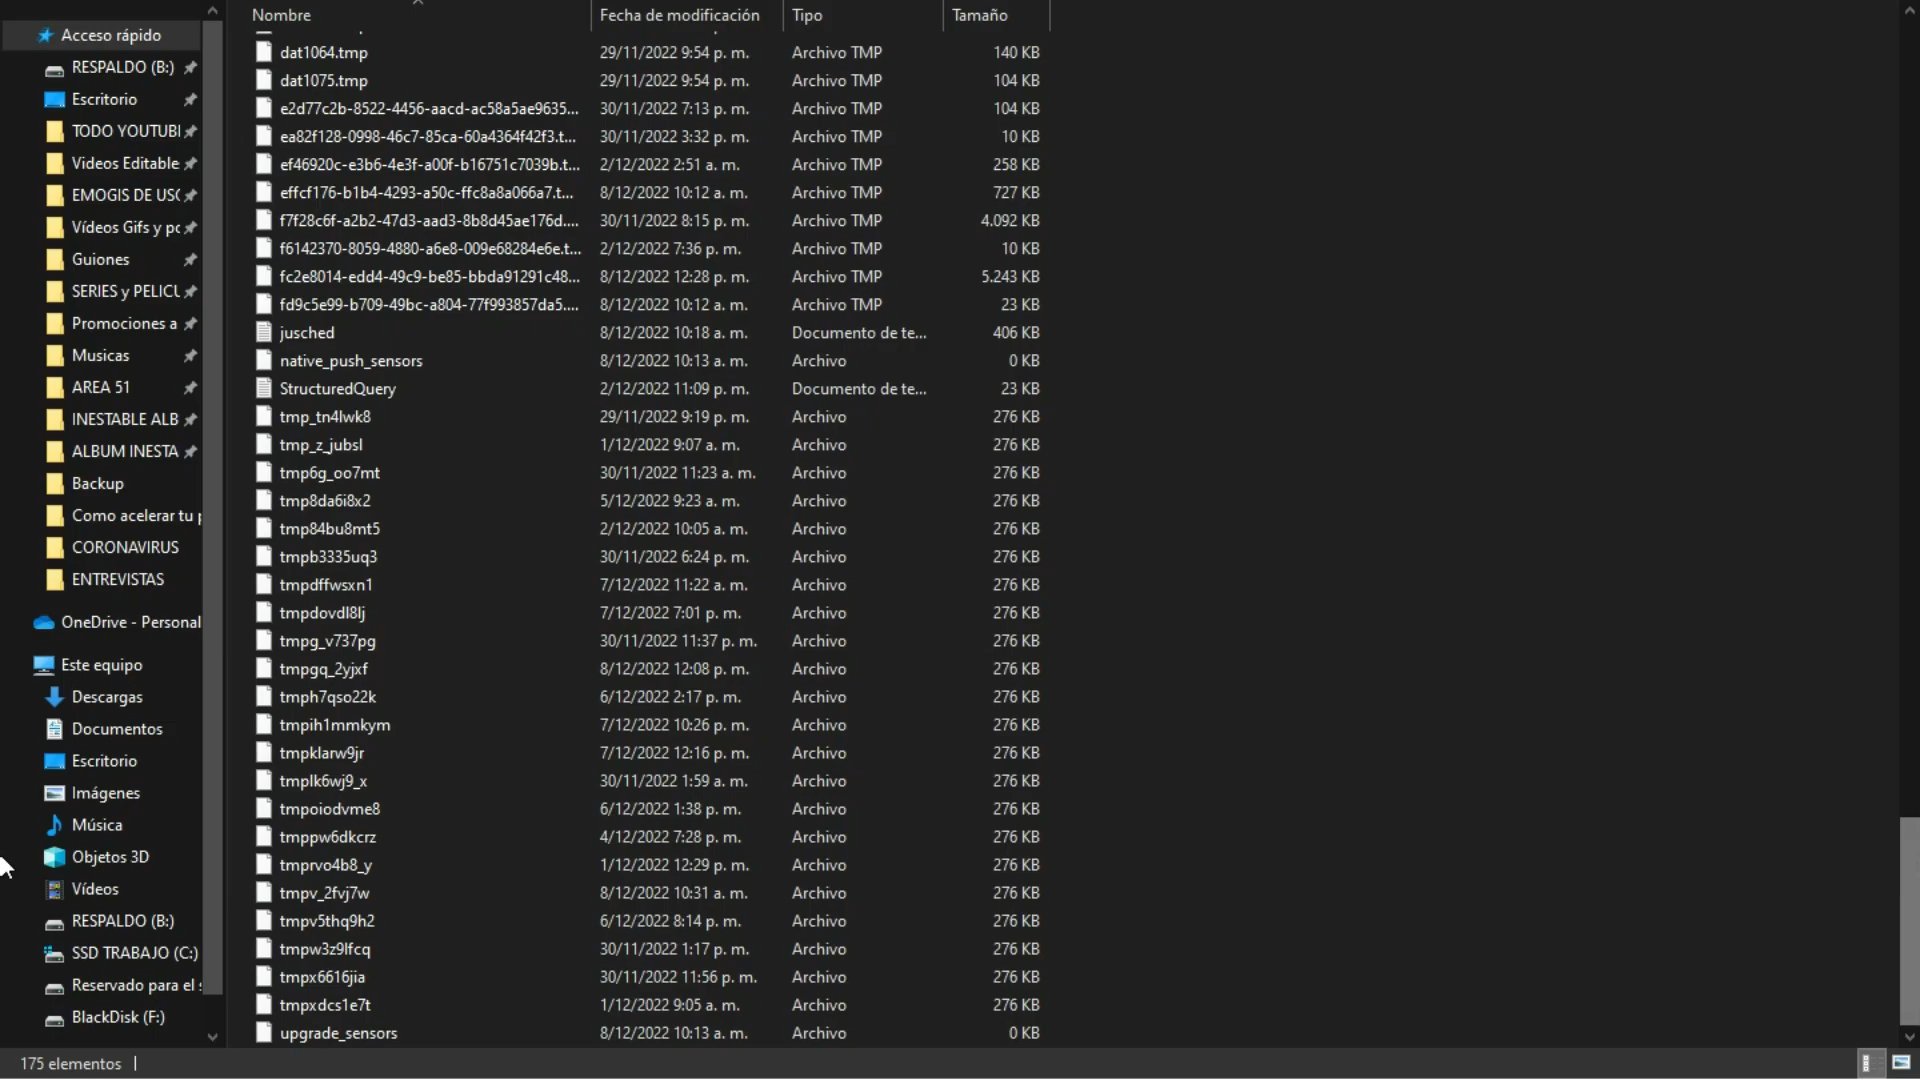 Nombre Fecha de modificación Tipo Tamaño
Acceso rápido
RESPALDO (B:)
Escritorio
TODO YOUTUBI
Videos Editable
EMOGIS DE USO
Vídeos Gifs y po
Guiones
SERIES y PELICU
Promociones a
Musicas
AREA 51
INESTABLE ALB
ALBUM INESTA
Backup
Como acelerar tu p
CORONAVIRUS
ENTREVISTAS
OneDrive - Personal
Este equipo
Descargas
Documentos
Escritorio
Imágenes
Música
Objetos 3D
Vídeos
RESPALDO (B:)
SSD TRABAJO (C:)
Reservado para el s
BlackDisk (F:)
dat1064.tmp 29/11/2022 9:54 p. m. Archivo TMP 140 KB
dat1075.tmp 29/11/2022 9:54 p. m. Archivo TMP 104 KB
e2d77c2b-8522-4456-aacd-ac58a5ae9635... 30/11/2022 7:13 p. m. Archivo TMP 104 KB
ea82f128-0998-46c7-85ca-60a4364f42f3.t... 30/11/2022 3:32 p. m. Archivo TMP 10 KB
ef46920c-e3b6-4e3f-a00f-b16751c7039b.t... 2/12/2022 2:51 a. m. Archivo TMP 258 KB
effcf176-b1b4-4293-a50c-ffc8a8a066a7.t... 8/12/2022 10:12 a. m. Archivo TMP 727 KB
f7f28c6f-a2b2-47d3-aad3-8b8d45ae176d.... 30/11/2022 8:15 p. m. Archivo TMP 4.092 KB
f6142370-8059-4880-a6e8-009e68284e6e.t... 2/12/2022 7:36 p. m. Archivo TMP 10 KB
fc2e8014-edd4-49c9-be85-bbda91291c48... 8/12/2022 12:28 p. m. Archivo TMP 5.243 KB
fd9c5e99-b709-49bc-a804-77f993857da5.... 8/12/2022 10:12 a. m. Archivo TMP 23 KB
jusched 8/12/2022 10:18 a. m. Documento de te... 406 KB
native_push_sensors 8/12/2022 10:13 a. m. Archivo 0 KB
StructuredQuery 2/12/2022 11:09 p. m. Documento de te... 23 KB
tmp_tn4lwk8 29/11/2022 9:19 p. m. Archivo 276 KB
tmp_z_jubsl 1/12/2022 9:07 a. m. Archivo 276 KB
tmp6g_oo7mt 30/11/2022 11:23 a. m. Archivo 276 KB
tmp8da6i8x2 5/12/2022 9:23 a. m. Archivo 276 KB
tmp84bu8mt5 2/12/2022 10:05 a. m. Archivo 276 KB
tmpb3335uq3 30/11/2022 6:24 p. m. Archivo 276 KB
tmpdffwsxn1 7/12/2022 11:22 a. m. Archivo 276 KB
tmpdovdl8lj 7/12/2022 7:01 p. m. Archivo 276 KB
tmpg_v737pg 30/11/2022 11:37 p. m. Archivo 276 KB
tmpgq_2yjxf 8/12/2022 12:08 p. m. Archivo 276 KB
tmph7qso22k 6/12/2022 2:17 p. m. Archivo 276 KB
tmpih1mmkym 7/12/2022 10:26 p. m. Archivo 276 KB
tmpklarw9jr 7/12/2022 12:16 p. m. Archivo 276 KB
tmplk6wj9_x 30/11/2022 1:59 a. m. Archivo 276 KB
tmpoiodvme8 6/12/2022 1:38 p. m. Archivo 276 KB
tmppw6dkcrz 4/12/2022 7:28 p. m. Archivo 276 KB
tmprvo4b8_y 1/12/2022 12:29 p. m. Archivo 276 KB
tmpv_2fvj7w 8/12/2022 10:31 a. m. Archivo 276 KB
tmpv5thq9h2 6/12/2022 8:14 p. m. Archivo 276 KB
tmpw3z9lfcq 30/11/2022 1:17 p. m. Archivo 276 KB
tmpx6616jia 30/11/2022 11:56 p. m. Archivo 276 KB
tmpxdcs1e7t 1/12/2022 9:05 a. m. Archivo 276 KB
upgrade_sensors 8/12/2022 10:13 a. m. Archivo 0 KB
175 elementos